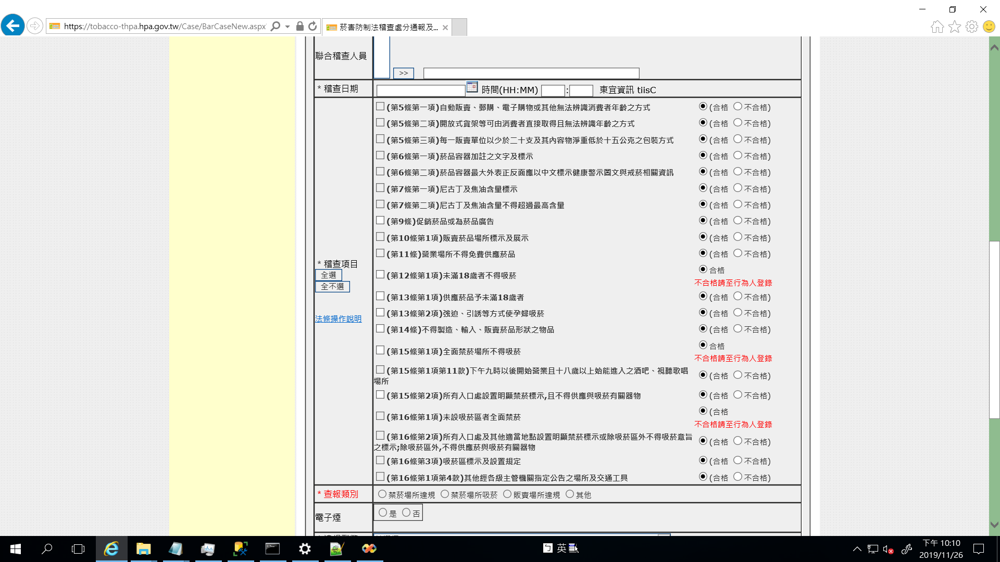 https://tobacco-thpa.hpa.gov.tw/Case/BarCaseNew.aspx
菸害防制法稽查處分通報及...
聯合稽查人員
>>
* 稽查日期
時間(HH:MM) : 東宜資訊 tiisC
(第5條第一項)自動販賣、郵購、電子購物或其他無法辨識消費者年齡之方式 (合格 不合格)
(第5條第二項)開放式貨架等可由消費者直接取得且無法辨識年齡之方式 (合格 不合格)
(第5條第三項)每一販賣單位以少於二十支及其內容物淨重低於十五公克之包裝方式 (合格 不合格)
(第6條第一項)菸品容器加註之文字及標示 (合格 不合格)
(第6條第二項)菸品容器最大外表正反面應以中文標示健康警示圖文與戒菸相關資訊 (合格 不合格)
(第7條第一項)尼古丁及焦油含量標示 (合格 不合格)
(第7條第二項)尼古丁及焦油含量不得超過最高含量 (合格 不合格)
(第9條)促銷菸品或為菸品廣告 (合格 不合格)
(第10條第1項)販賣菸品場所標示及展示 (合格 不合格)
(第11條)營業場所不得免費供應菸品 (合格 不合格)
* 稽查項目
全選
全不選
法條操作說明
(第12條第1項)未滿18歲者不得吸菸 合格
不合格請至行為人登錄
(第13條第1項)供應菸品予未滿18歲者 (合格 不合格)
(第13條第2項)強迫、引誘等方式使孕婦吸菸 (合格 不合格)
(第14條)不得製造、輸入、販賣菸品形狀之物品 (合格 不合格)
(第15條第1項)全面禁菸場所不得吸菸 合格
不合格請至行為人登錄
(第15條第1項第11款)下午九時以後開始營業且十八歲以上始能進入之酒吧、視聽歌唱
場所 (合格 不合格)
(第15條第2項)所有入口處設置明顯禁菸標示,且不得供應與吸菸有關器物 (合格 不合格)
(第16條第1項)未設吸菸區者全面禁菸 (合格
不合格請至行為人登錄
(第16條第2項)所有入口處及其他適當地點設置明顯禁菸標示或除吸菸區外不得吸菸意旨
之標示;除吸菸區外,不得供應菸與吸菸有關器物 (合格 不合格)
(第16條第3項)吸菸區標示及設置規定 (合格 不合格)
(第16條第1項第4款)其他經各級主管機關指定公告之場所及交通工具 (合格 不合格)
* 查報類別
禁菸場所違規 禁菸場所吸菸 販賣場所違規 其他
電子煙
是 否
ㄅ 英
下午 10:10
2019/11/26